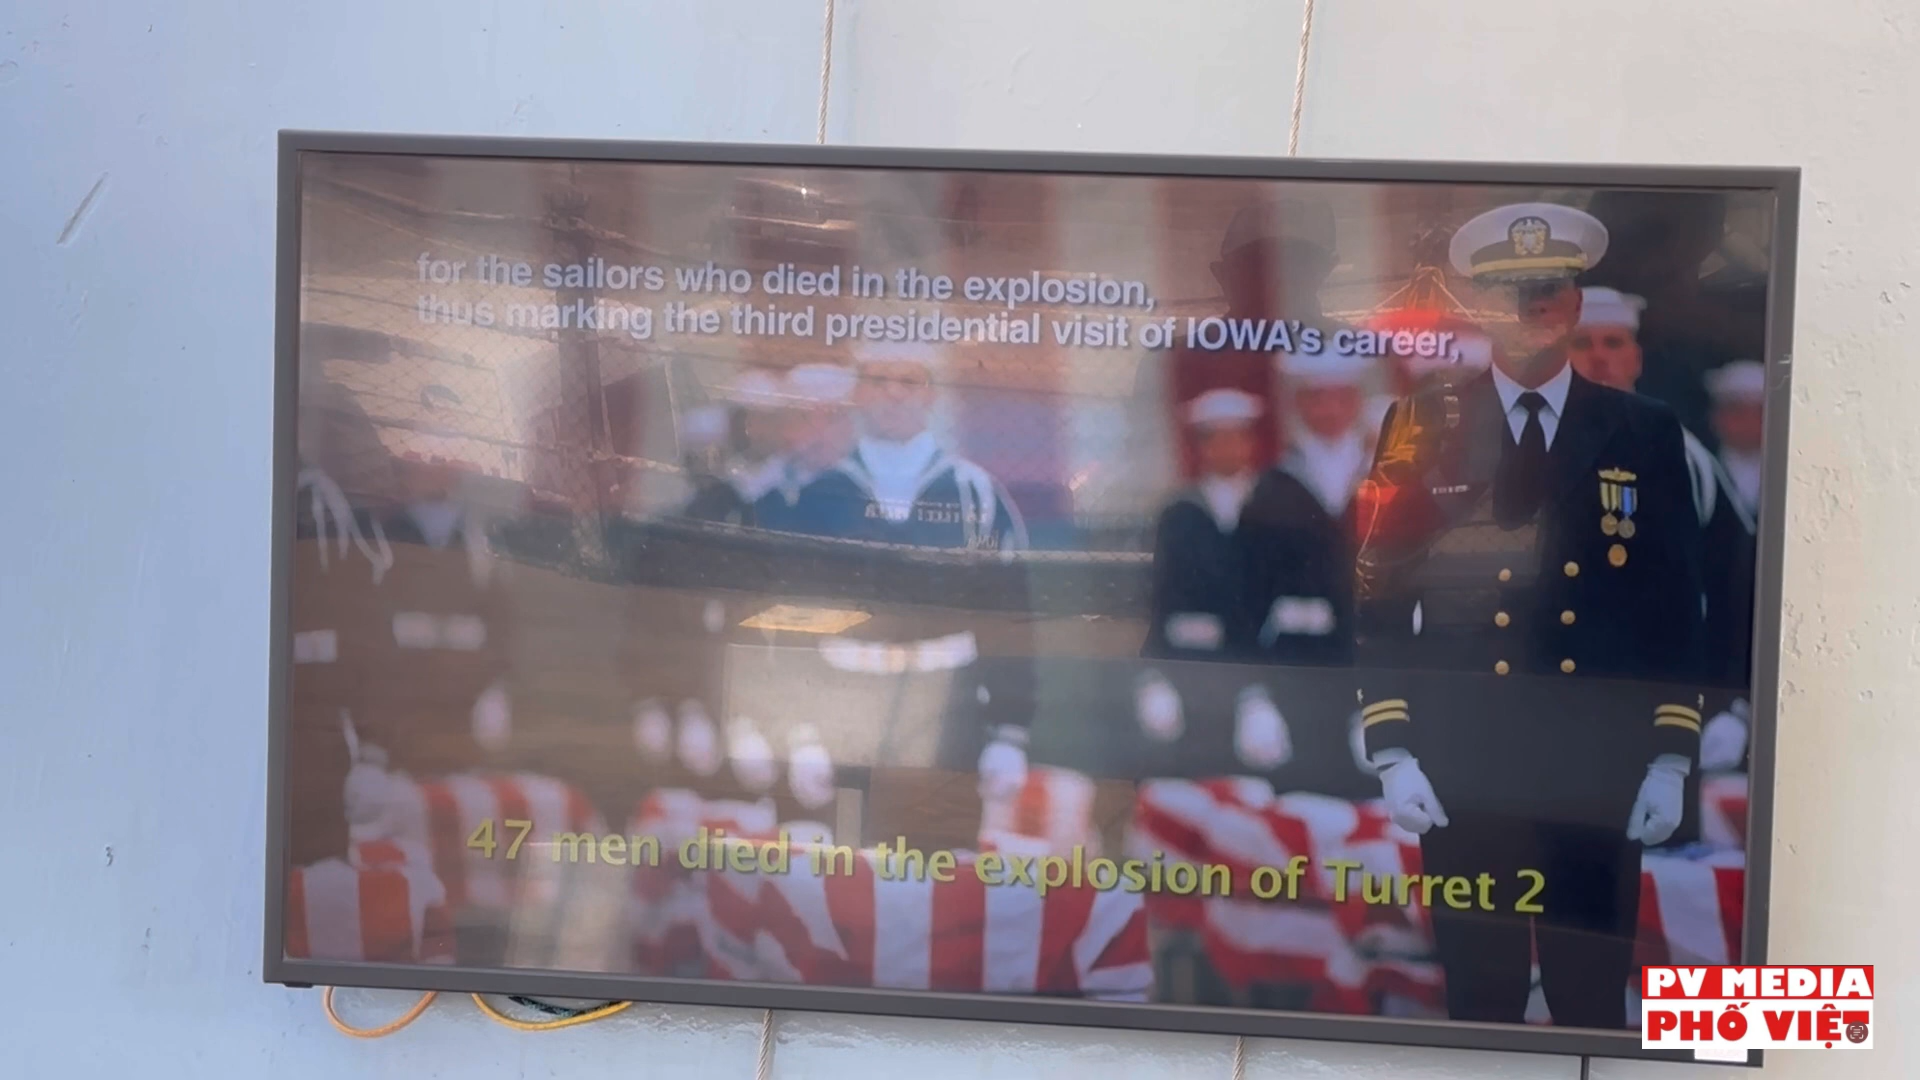 for the sailors who died in the explosion,
thus marking the third presidential visit of IOWA's career,
47 men died in the explosion of Turret 2
PV MEDIA
PHỐ VIỆT